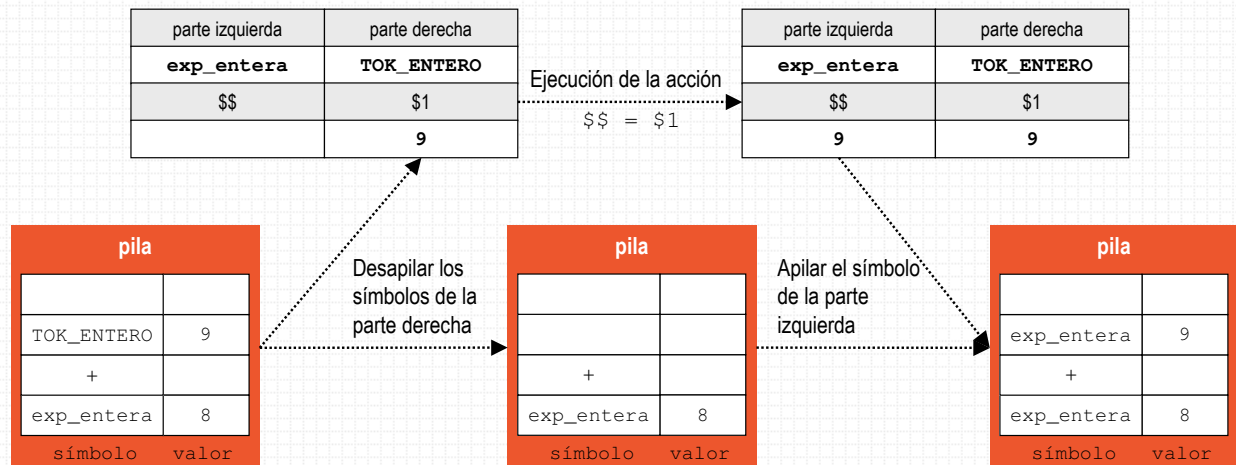 parte izquierda parte derecha
exp_entera TOK_ENTERO
$$ $1
9
Ejecución de la acción
$$ = $1
parte izquierda parte derecha
exp_entera TOK_ENTERO
$$ $1
9 9
pila
TOK_ENTERO 9
+
exp_entera 8
símbolo valor
Desapilar los
símbolos de la
parte derecha
pila
+
exp_entera 8
símbolo valor
Apilar el símbolo
de la parte
izquierda
pila
exp_entera 9
+
exp_entera 8
símbolo valor